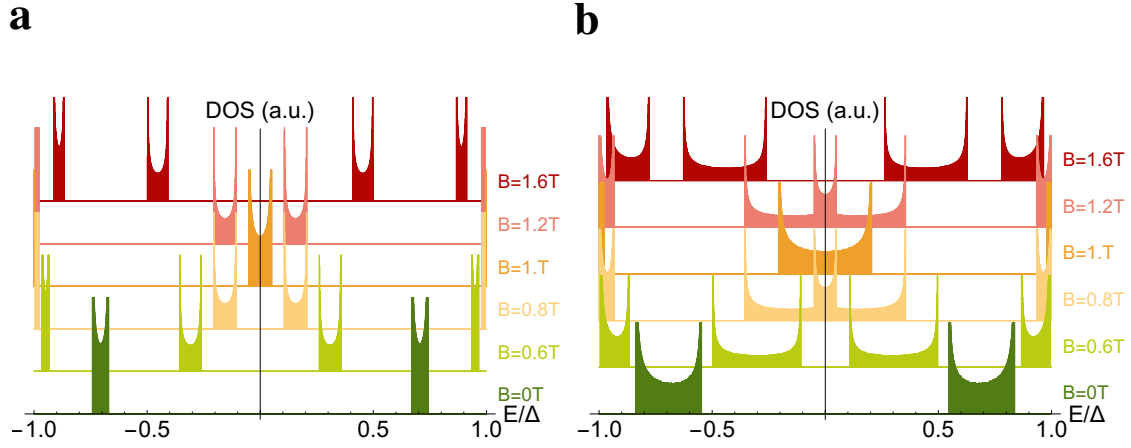 a
DOS (a.u.)
B=1.6T
B=1.2T
B=1.T
B=0.8T
B=0.6T
B=0T
E/Δ
−1.0 −0.5 0.5 1.0
b
DOS (a.u.)
B=1.6T
B=1.2T
B=1.T
B=0.8T
B=0.6T
B=0T
E/Δ
−1.0 −0.5 0.5 1.0